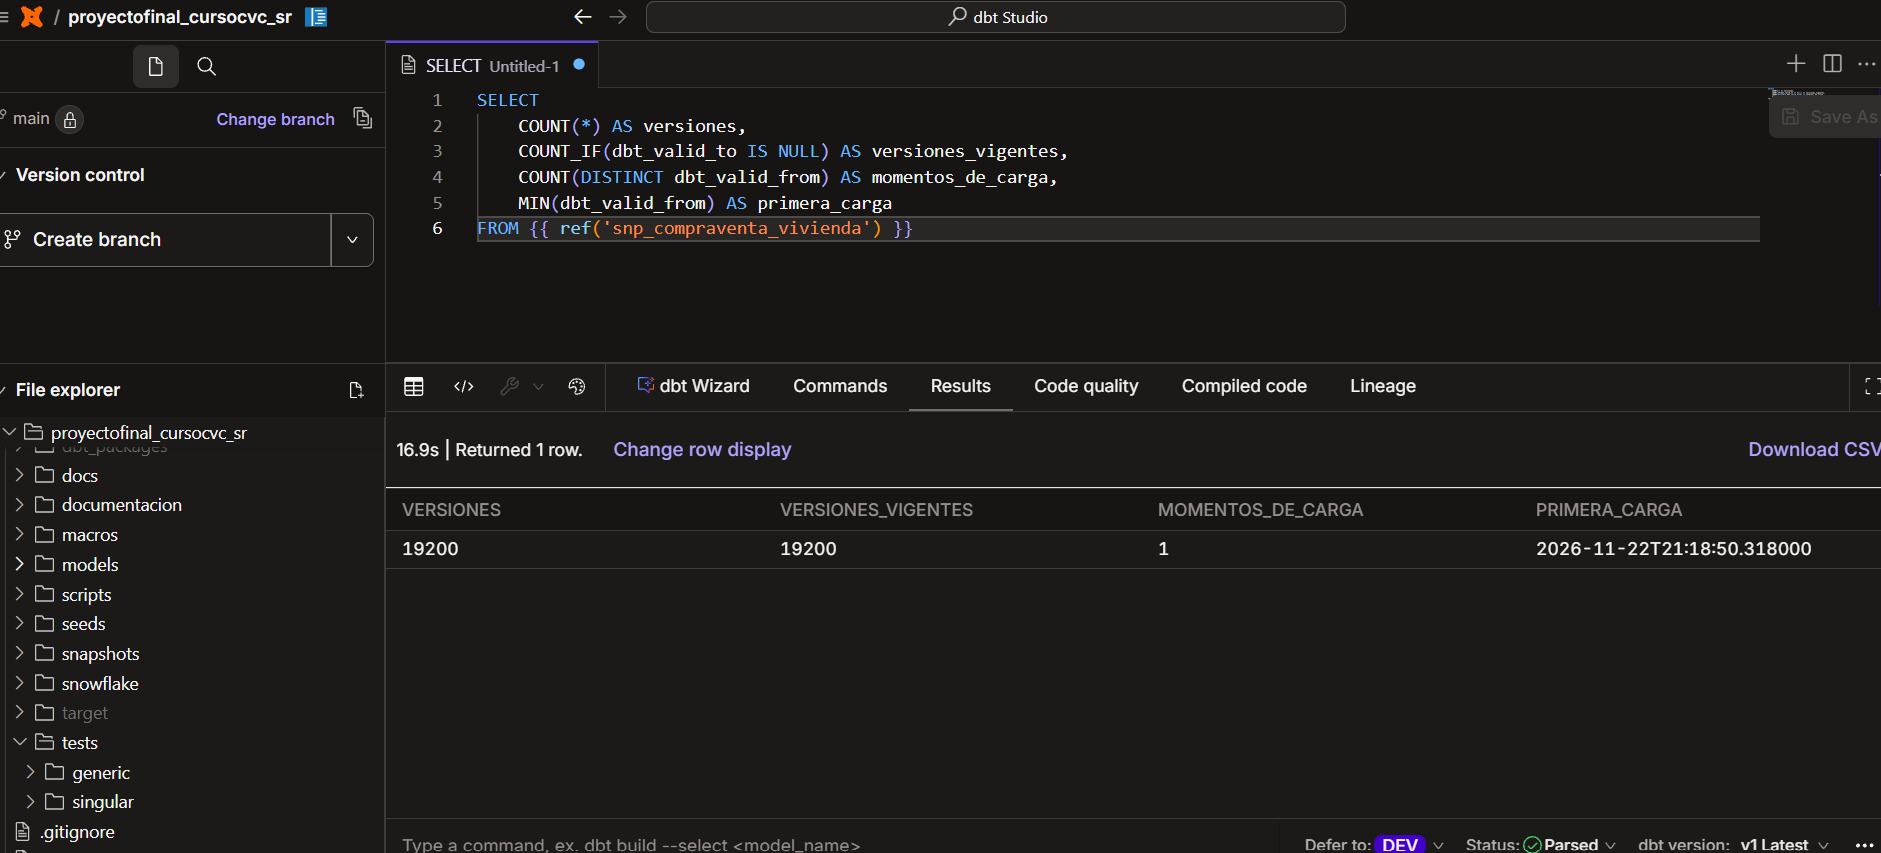 / proyectofinal_cursocvc_sr
dbt Studio
SELECT Untitled-1
main
Change branch
Save As
Version control
Create branch
1 SELECT
2 COUNT(*) AS versiones,
3 COUNT_IF(dbt_valid_to IS NULL) AS versiones_vigentes,
4 COUNT(DISTINCT dbt_valid_from) AS momentos_de_carga,
5 MIN(dbt_valid_from) AS primera_carga
6 FROM {{ ref('snp_compraventa_vivienda') }}
File explorer
proyectofinal_cursocvc_sr
dbt_packages
docs
documentacion
macros
models
scripts
seeds
snapshots
snowflake
target
tests
generic
singular
.gitignore
dbt Wizard Commands Results Code quality Compiled code Lineage
16.9s | Returned 1 row. Change row display Download CSV
VERSIONES VERSIONES_VIGENTES MOMENTOS_DE_CARGA PRIMERA_CARGA
19200 19200 1 2026-11-22T21:18:50.318000
Type a command, ex. dbt build --select <model_name>
Defer to: DEV Status: Parsed dbt version: v1 Latest